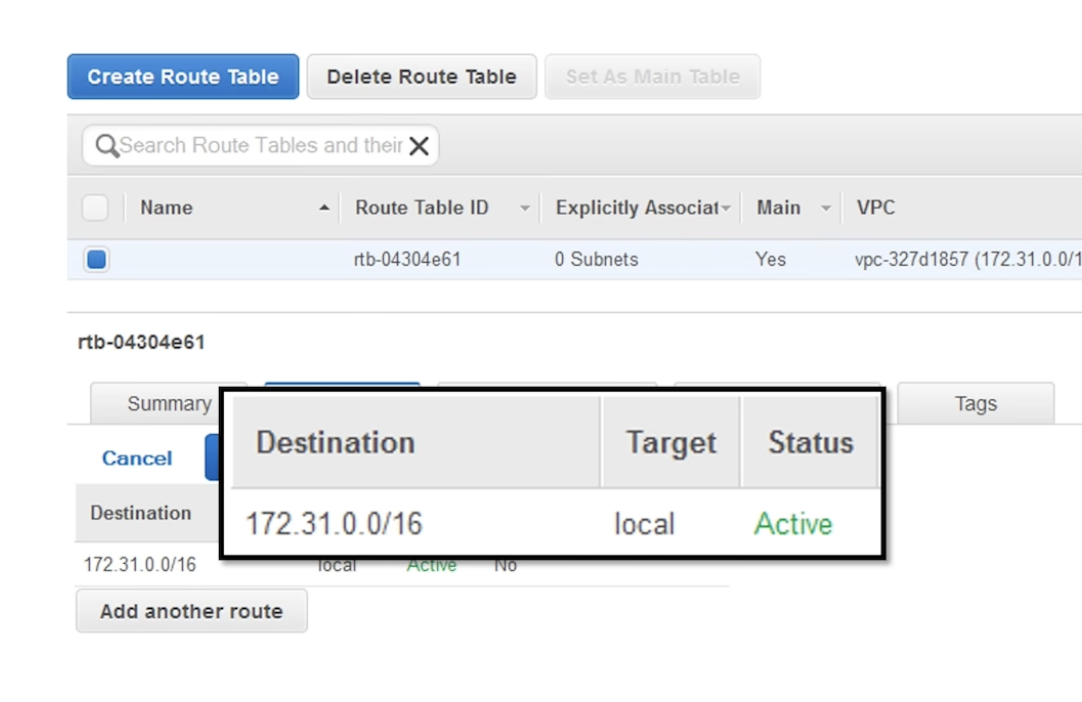 Create Route Table Delete Route Table Set As Main Table
Search Route Tables and their
Name Route Table ID Explicitly Associat Main VPC
rtb-04304e61 0 Subnets Yes vpc-327d1857 (172.31.0.0/1
rtb-04304e61
Summary Tags
Cancel
Destination Target Status
172.31.0.0/16 local Active
Destination
172.31.0.0/16 local Active No
Add another route